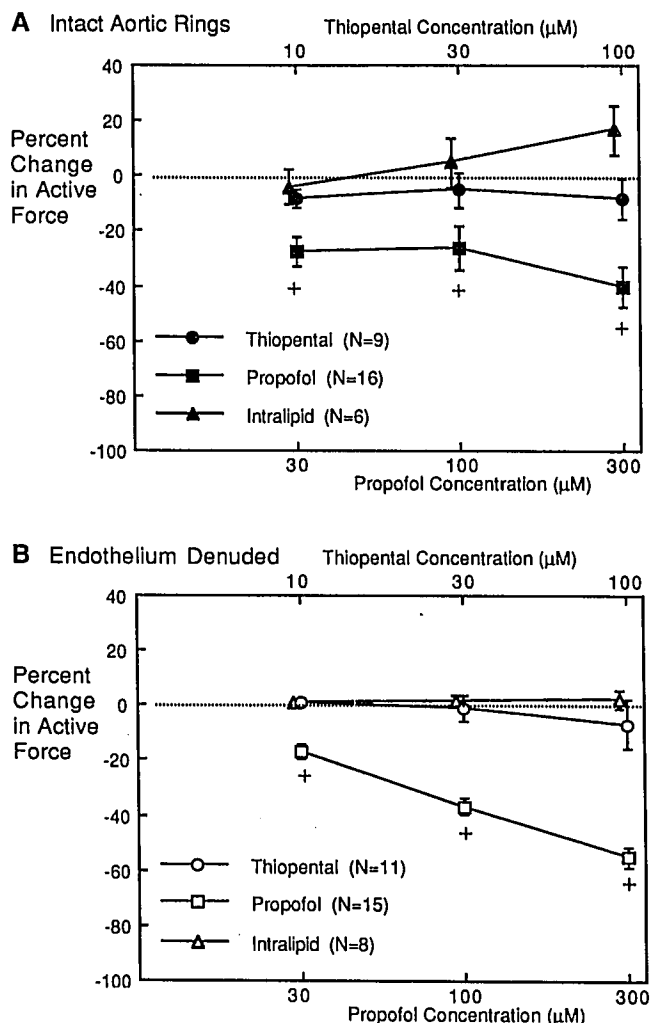 A Intact Aortic Rings
Thiopental Concentration (μM)
10 30 100
40
20
0
-20
-40
-60
-80
-100
Percent
Change
in Active
Force
+ + +
Thiopental (N=9)
Propofol (N=16)
Intralipid (N=6)
30 100 300
Propofol Concentration (μM)
B Endothelium Denuded
Thiopental Concentration (μM)
10 30 100
40
20
0
-20
-40
-60
-80
-100
Percent
Change
in Active
Force
+ + +
Thiopental (N=11)
Propofol (N=15)
Intralipid (N=8)
30 100 300
Propofol Concentration (μM)